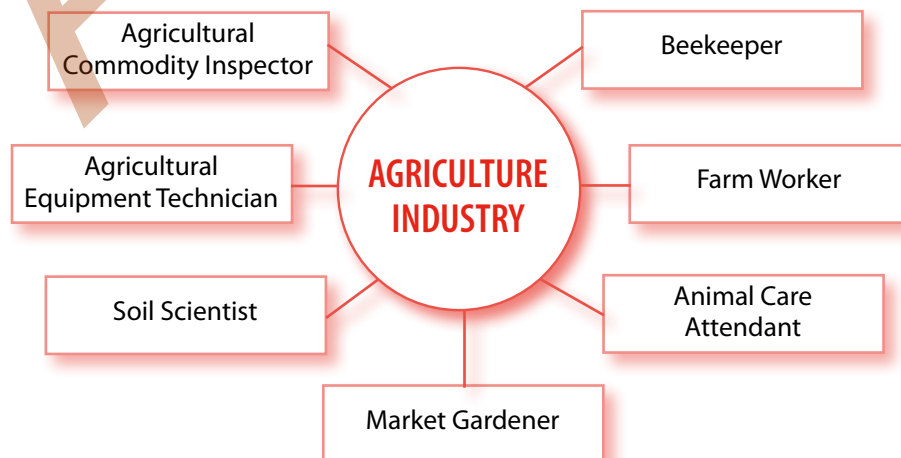 Agricultural
Commodity Inspector
Beekeeper
AGRICULTURE
INDUSTRY
Agricultural
Equipment Technician
Farm Worker
Soil Scientist
Animal Care
Attendant
Market Gardener